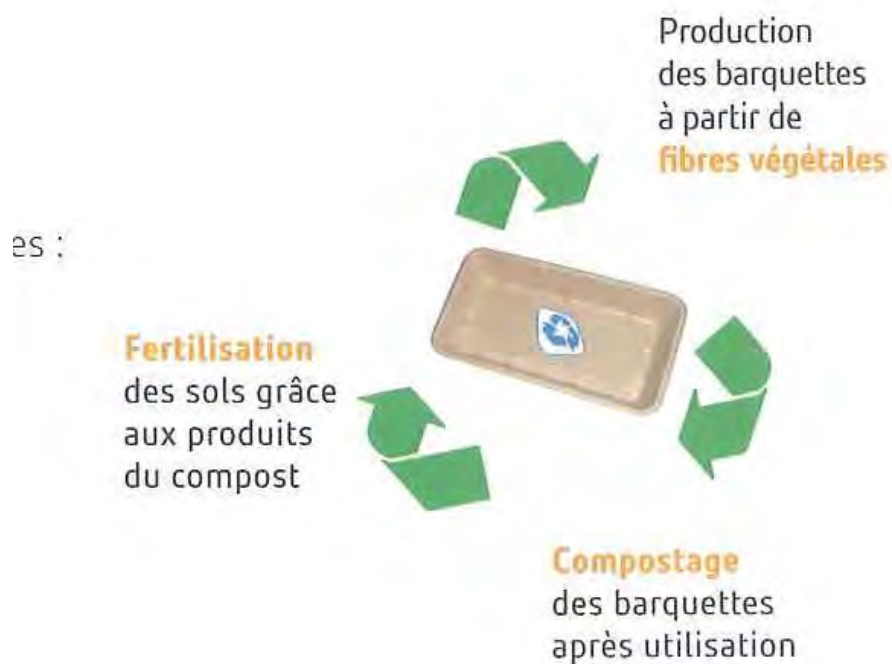 Production
des barquettes
à partir de
fibres végétales
es :
Fertilisation
des sols grâce
aux produits
du compost
Compostage
des barquettes
après utilisation